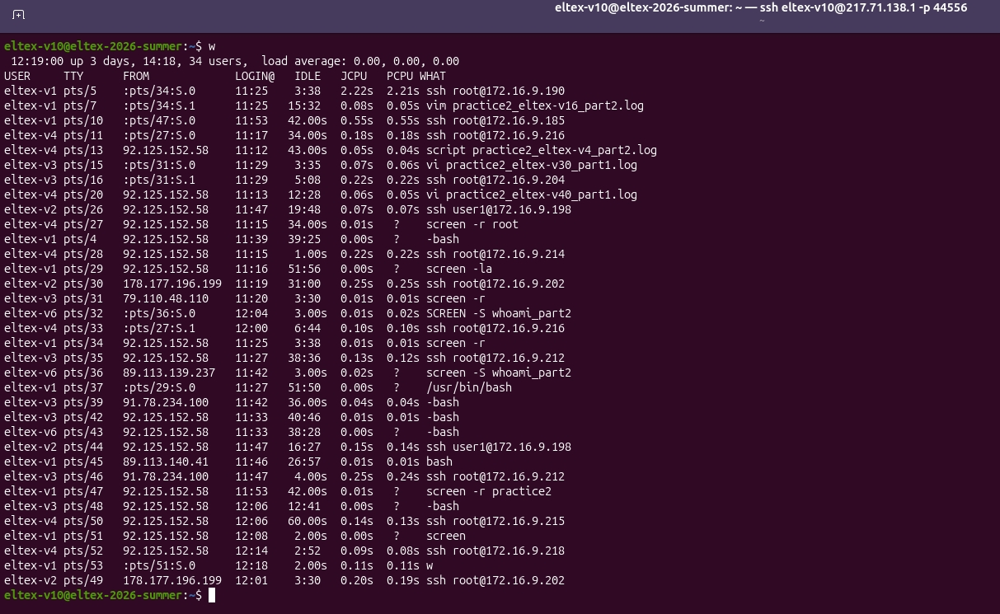 eltex-v10@eltex-2026-summer: ~ — ssh eltex-v10@217.71.138.1 -p 44556
~
eltex-v10@eltex-2026-summer:~$ w
 12:19:00 up 3 days, 14:18, 34 users,  load average: 0.00, 0.00, 0.00
USER     TTY      FROM             LOGIN@   IDLE   JCPU   PCPU WHAT
eltex-v1 pts/5    :pts/34:S.0      11:25    3:38   2.22s  2.21s ssh root@172.16.9.190
eltex-v1 pts/7    :pts/34:S.1      11:25   15:32   0.08s  0.05s vim practice2_eltex-v16_part2.log
eltex-v1 pts/10   :pts/47:S.0      11:53   42.00s  0.55s  0.55s ssh root@172.16.9.185
eltex-v4 pts/11   :pts/27:S.0      11:17   34.00s  0.18s  0.18s ssh root@172.16.9.216
eltex-v4 pts/13   92.125.152.58    11:12   43.00s  0.05s  0.04s script practice2_eltex-v4_part2.log
eltex-v3 pts/15   :pts/31:S.0      11:29    3:35   0.07s  0.06s vi practice2_eltex-v30_part1.log
eltex-v3 pts/16   :pts/31:S.1      11:29    5:08   0.22s  0.22s ssh root@172.16.9.204
eltex-v4 pts/20   92.125.152.58    11:13   12:28   0.06s  0.05s vi practice2_eltex-v40_part1.log
eltex-v2 pts/26   92.125.152.58    11:47   19:48   0.07s  0.07s ssh user1@172.16.9.198
eltex-v4 pts/27   92.125.152.58    11:15   34.00s  0.01s   ?    screen -r root
eltex-v1 pts/4    92.125.152.58    11:39   39:25   0.00s   ?    -bash
eltex-v4 pts/28   92.125.152.58    11:15    1.00s  0.22s  0.22s ssh root@172.16.9.214
eltex-v1 pts/29   92.125.152.58    11:16   51:56   0.00s   ?    screen -la
eltex-v2 pts/30   178.177.196.199  11:19   31:00   0.25s  0.25s ssh root@172.16.9.202
eltex-v3 pts/31   79.110.48.110    11:20    3:30   0.01s  0.01s screen -r
eltex-v6 pts/32   :pts/36:S.0      12:04    3.00s  0.01s  0.02s SCREEN -S whoami_part2
eltex-v4 pts/33   :pts/27:S.1      12:00    6:44   0.10s  0.10s ssh root@172.16.9.216
eltex-v1 pts/34   92.125.152.58    11:25    3:38   0.01s  0.01s screen -r
eltex-v3 pts/35   92.125.152.58    11:27   38:36   0.13s  0.12s ssh root@172.16.9.212
eltex-v6 pts/36   89.113.139.237   11:42    3.00s  0.02s   ?    screen -S whoami_part2
eltex-v1 pts/37   :pts/29:S.0      11:27   51:50   0.00s   ?    /usr/bin/bash
eltex-v3 pts/39   91.78.234.100    11:42   36.00s  0.04s  0.04s -bash
eltex-v3 pts/42   92.125.152.58    11:33   40:46   0.01s  0.01s -bash
eltex-v6 pts/43   92.125.152.58    11:33   38:28   0.00s   ?    -bash
eltex-v2 pts/44   92.125.152.58    11:47   16:27   0.15s  0.14s ssh user1@172.16.9.198
eltex-v1 pts/45   89.113.140.41    11:46   26:57   0.01s  0.01s bash
eltex-v3 pts/46   91.78.234.100    11:47    4.00s  0.25s  0.24s ssh root@172.16.9.212
eltex-v1 pts/47   92.125.152.58    11:53   42.00s  0.01s   ?    screen -r practice2
eltex-v3 pts/48   92.125.152.58    12:06   12:41   0.00s   ?    -bash
eltex-v4 pts/50   92.125.152.58    12:06   60.00s  0.14s  0.13s ssh root@172.16.9.215
eltex-v1 pts/51   92.125.152.58    12:08    2.00s  0.00s   ?    screen
eltex-v4 pts/52   92.125.152.58    12:14    2:52   0.09s  0.08s ssh root@172.16.9.218
eltex-v1 pts/53   :pts/51:S.0      12:18    2.00s  0.11s  0.11s w
eltex-v2 pts/49   178.177.196.199  12:01    3:30   0.20s  0.19s ssh root@172.16.9.202
eltex-v10@eltex-2026-summer:~$